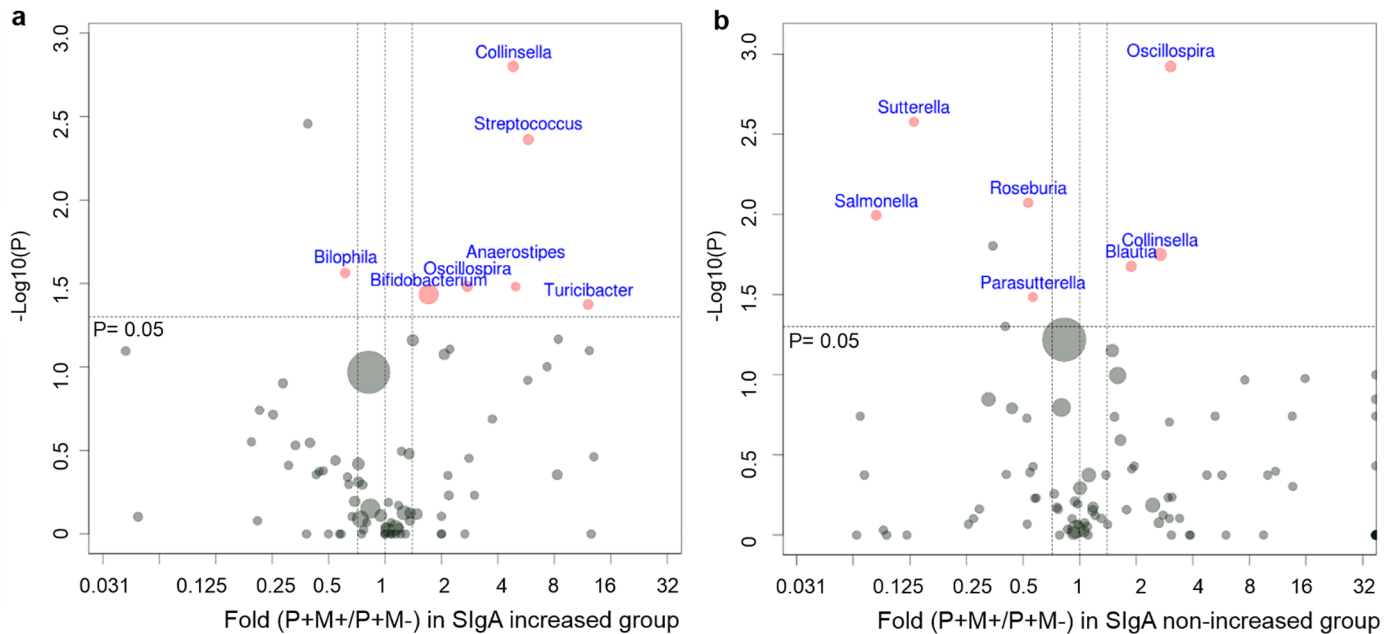 a
3.0
2.5
2.0
1.5
1.0
0.5
0
-Log10(P)
Collinsella
Streptococcus
Anaerostipes
Bilophila
Oscillospira
Bifidobacterium
Turicibacter
P= 0.05
0.031 0.125 0.25 0.5 1 2 4 8 16 32
Fold (P+M+/P+M-) in SIgA increased group
b
3.0
2.5
2.0
1.5
1.0
0.5
0
-Log10(P)
Oscillospira
Sutterella
Roseburia
Salmonella
Collinsella
Blautia
Parasutterella
P= 0.05
0.031 0.125 0.25 0.5 1 2 4 8 16 32
Fold (P+M+/P+M-) in SIgA non-increased group